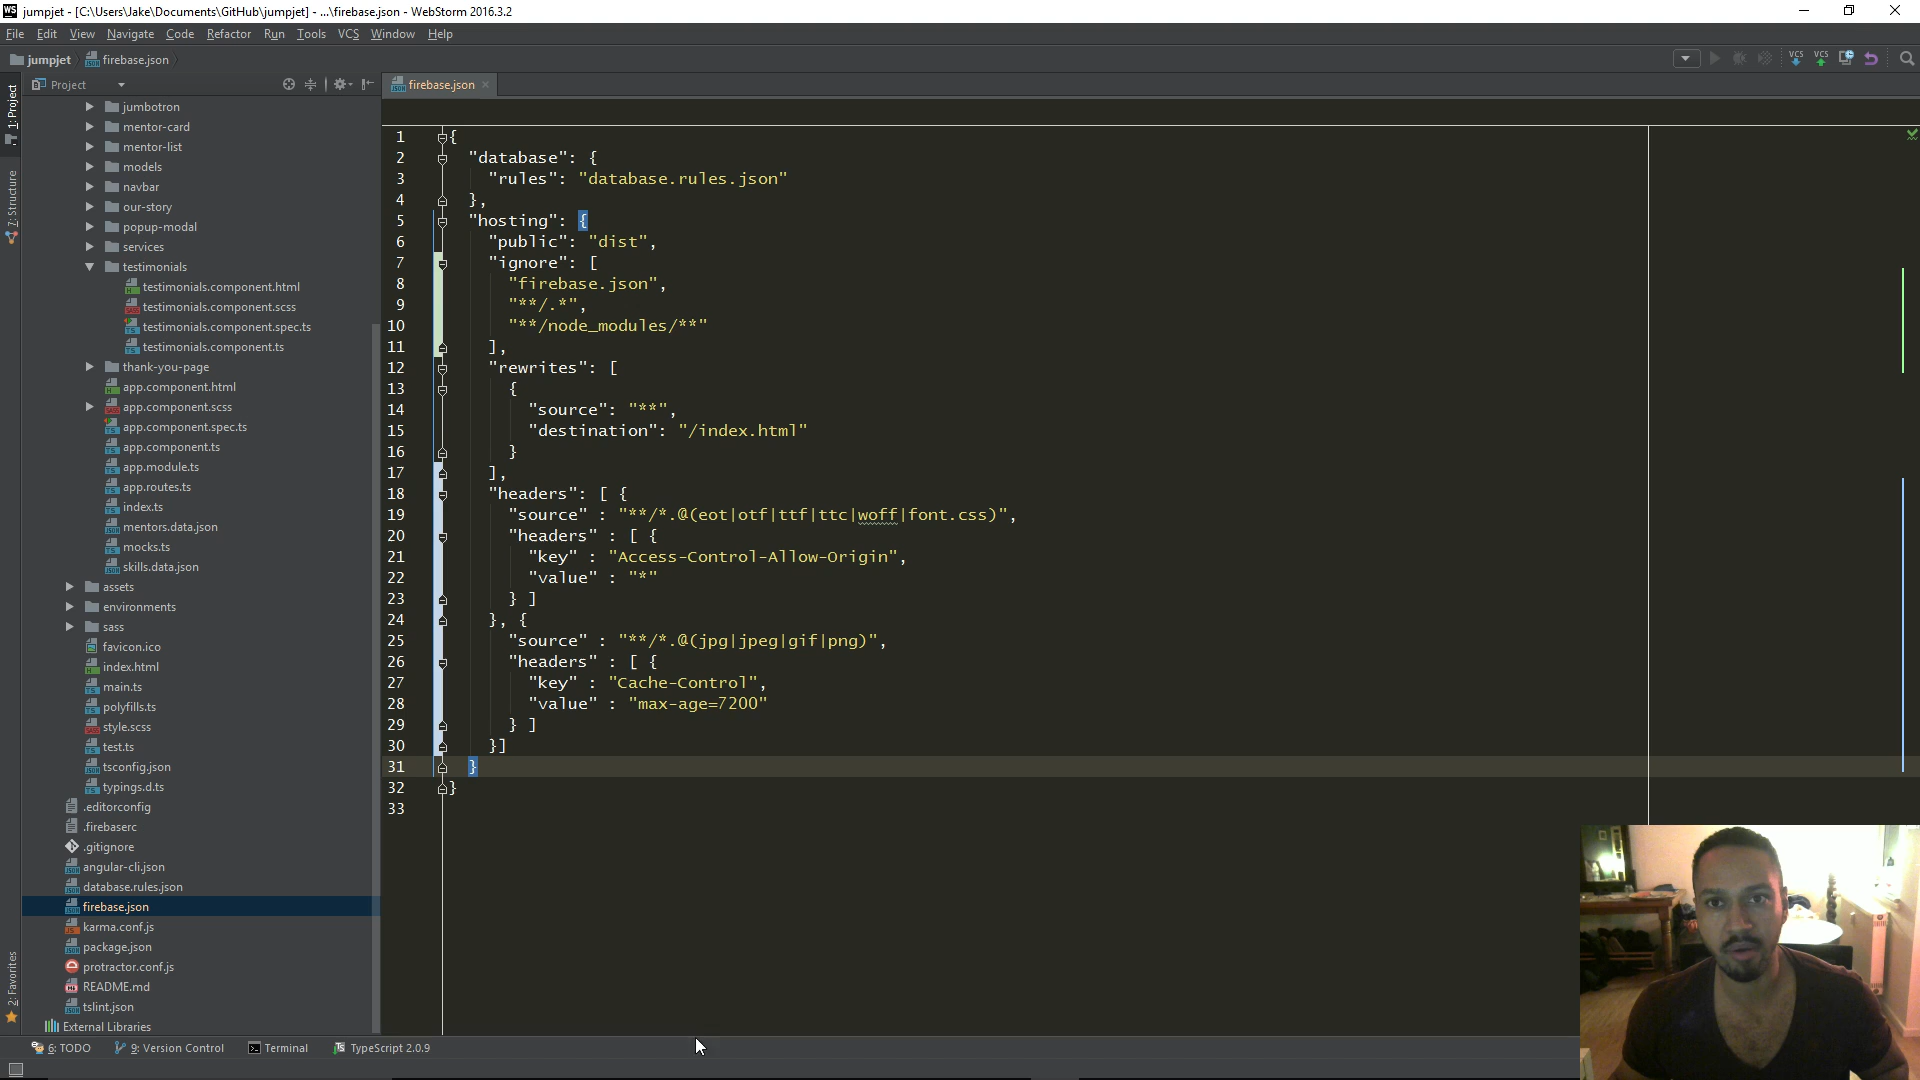 WS jumpjet - [C:\Users\Jake\Documents\GitHub\jumpjet] - ...\firebase.json - WebStorm 2016.3.2
File Edit View Navigate Code Refactor Run Tools VCS Window Help
jumpjet firebase.json
VCS VCS
Project
firebase.json
1: Project
7: Structure
2: Favorites
jumbotron
mentor-card
mentor-list
models
navbar
our-story
popup-modal
services
testimonials
testimonials.component.html
testimonials.component.scss
testimonials.component.spec.ts
testimonials.component.ts
thank-you-page
app.component.html
app.component.scss
app.component.spec.ts
app.component.ts
app.module.ts
app.routes.ts
index.ts
mentors.data.json
mocks.ts
skills.data.json
assets
environments
sass
favicon.ico
index.html
main.ts
polyfills.ts
style.scss
test.ts
tsconfig.json
typings.d.ts
.editorconfig
.firebaserc
.gitignore
angular-cli.json
database.rules.json
firebase.json
karma.conf.js
package.json
protractor.conf.js
README.md
tslint.json
External Libraries
1 {
2 "database": {
3 "rules": "database.rules.json"
4 },
5 "hosting": {
6 "public": "dist",
7 "ignore": [
8 "firebase.json",
9 "**/.*",
10 "**/node_modules/**"
11 ],
12 "rewrites": [
13 {
14 "source": "**",
15 "destination": "/index.html"
16 }
17 ],
18 "headers": [ {
19 "source" : "**/*.@(eot|otf|ttf|ttc|woff|font.css)",
20 "headers" : [ {
21 "key" : "Access-Control-Allow-Origin",
22 "value" : "*"
23 } ]
24 }, {
25 "source" : "**/*.@(jpg|jpeg|gif|png)",
26 "headers" : [ {
27 "key" : "Cache-Control",
28 "value" : "max-age=7200"
29 } ]
30 }]
31 }
32 }
33
6: TODO 9: Version Control Terminal TypeScript 2.0.9